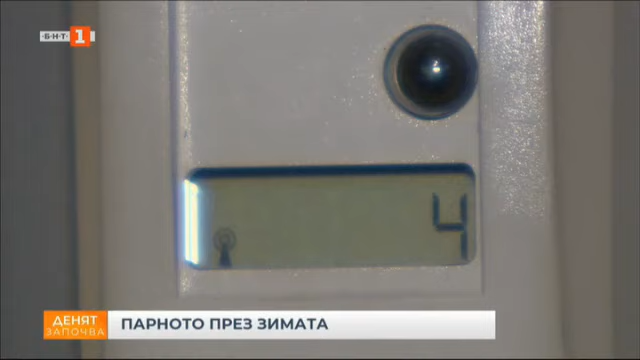 БНТ 1
4
ДЕНЯТ
ЗАПОЧВА
ПАРНОТО ПРЕЗ ЗИМАТА